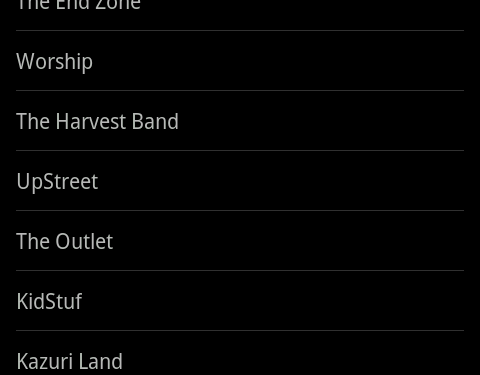 The End Zone
Worship
The Harvest Band
UpStreet
The Outlet
KidStuf
Kazuri Land